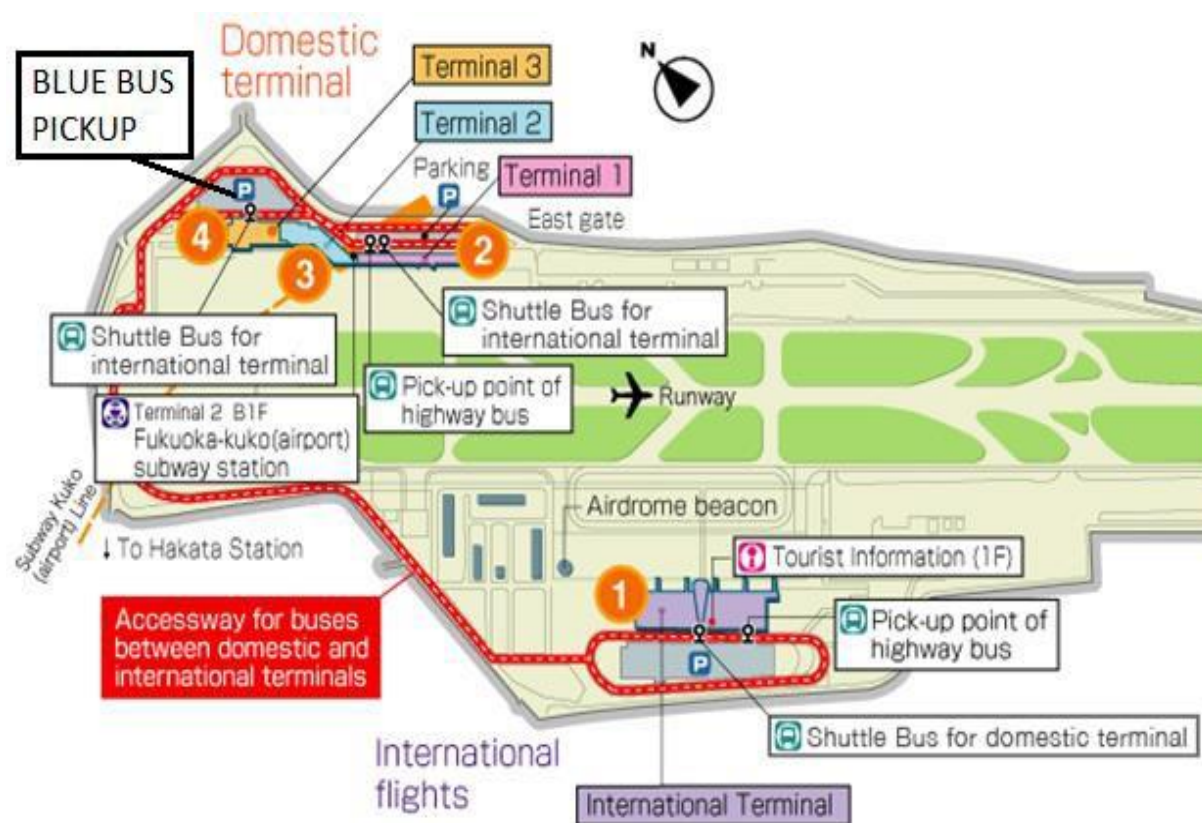 BLUE BUS
PICKUP
Domestic
terminal
Terminal 3
Terminal 2
Parking
P
Terminal 1
East gate
N
P
4
3
2
Shuttle Bus for
international terminal
Shuttle Bus for
international terminal
Pick-up point of
highway bus
Runway
Terminal 2 B1F
Fukuoka-kuko(airport)
subway station
Subway Kuko
(airport) Line
↓ To Hakata Station
Airdrome beacon
Tourist Information (1F)
1
Accessway for buses
between domestic and
international terminals
Pick-up point of
highway bus
P
Shuttle Bus for domestic terminal
International
flights
International Terminal